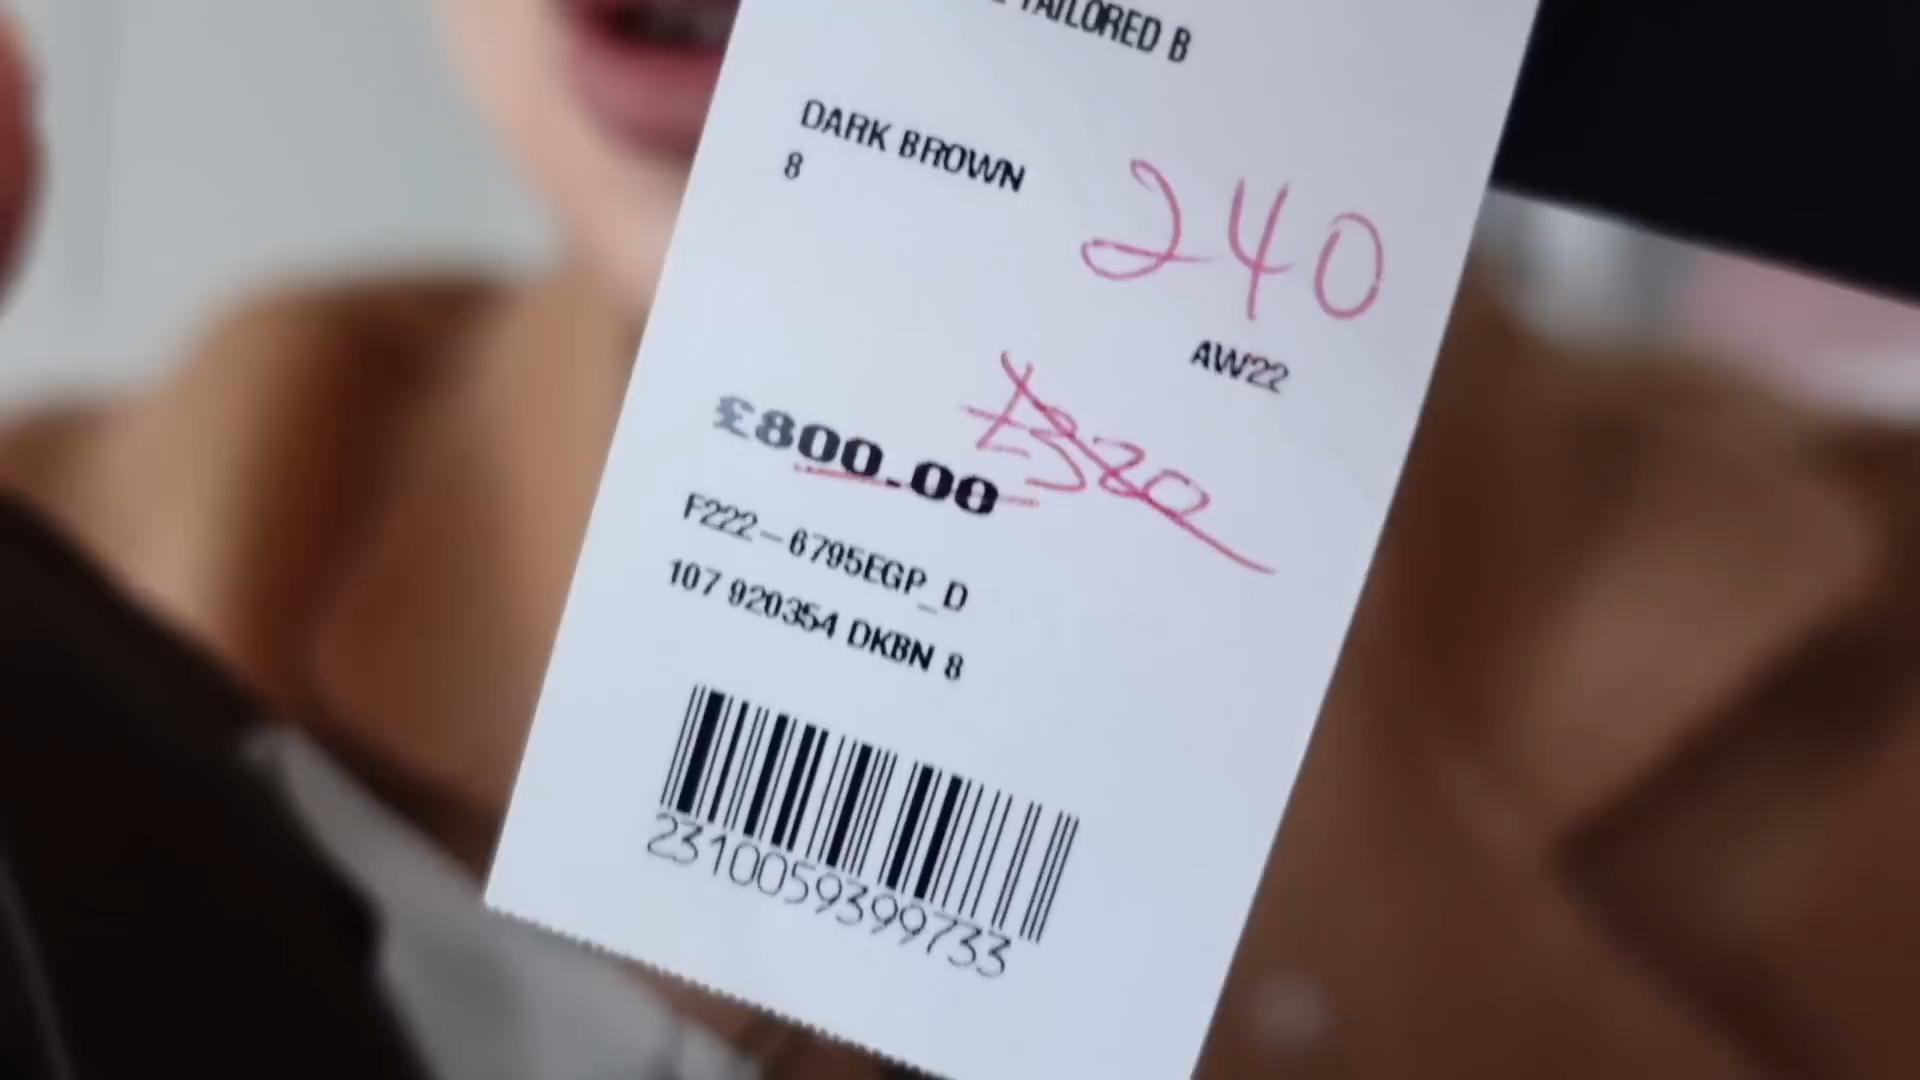 TAILORED B
DARK BROWN
8
240
AW22
£320
£800.00
F222-6795EGP_D
107 920354 DKBN 8
2310059399733